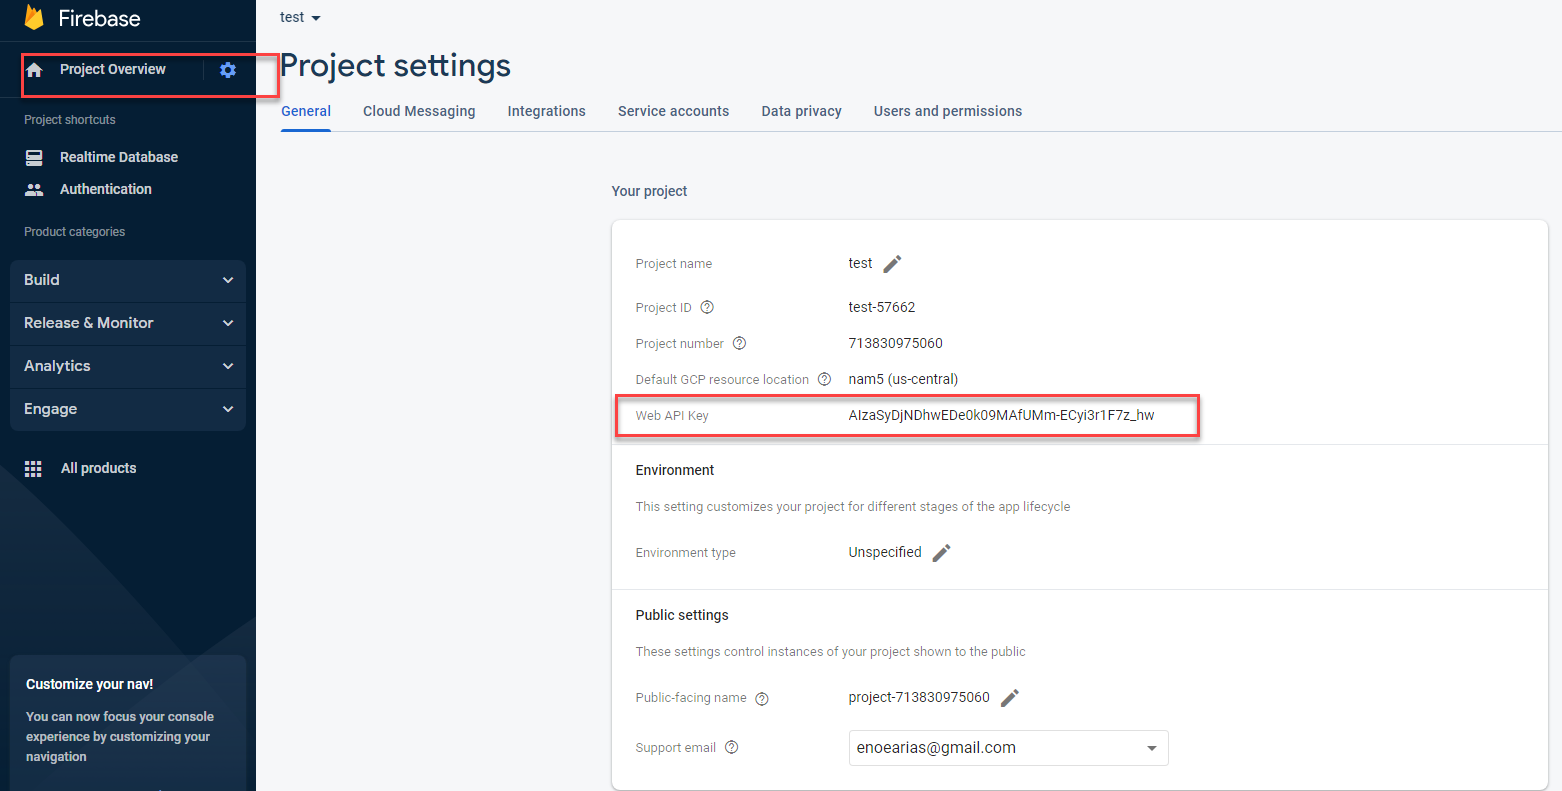 Firebase
test
Project Overview
Project settings
General Cloud Messaging Integrations Service accounts Data privacy Users and permissions
Project shortcuts
Realtime Database
Authentication
Product categories
Build
Release & Monitor
Analytics
Engage
All products
Customize your nav!
You can now focus your console
experience by customizing your
navigation
Your project
Project name test
Project ID test-57662
Project number 713830975060
Default GCP resource location nam5 (us-central)
Web API Key AIzaSyDjNDhwEDe0k09MAfUMm-ECyi3r1F7z_hw
Environment
This setting customizes your project for different stages of the app lifecycle
Environment type Unspecified
Public settings
These settings control instances of your project shown to the public
Public-facing name project-713830975060
Support email enoearias@gmail.com